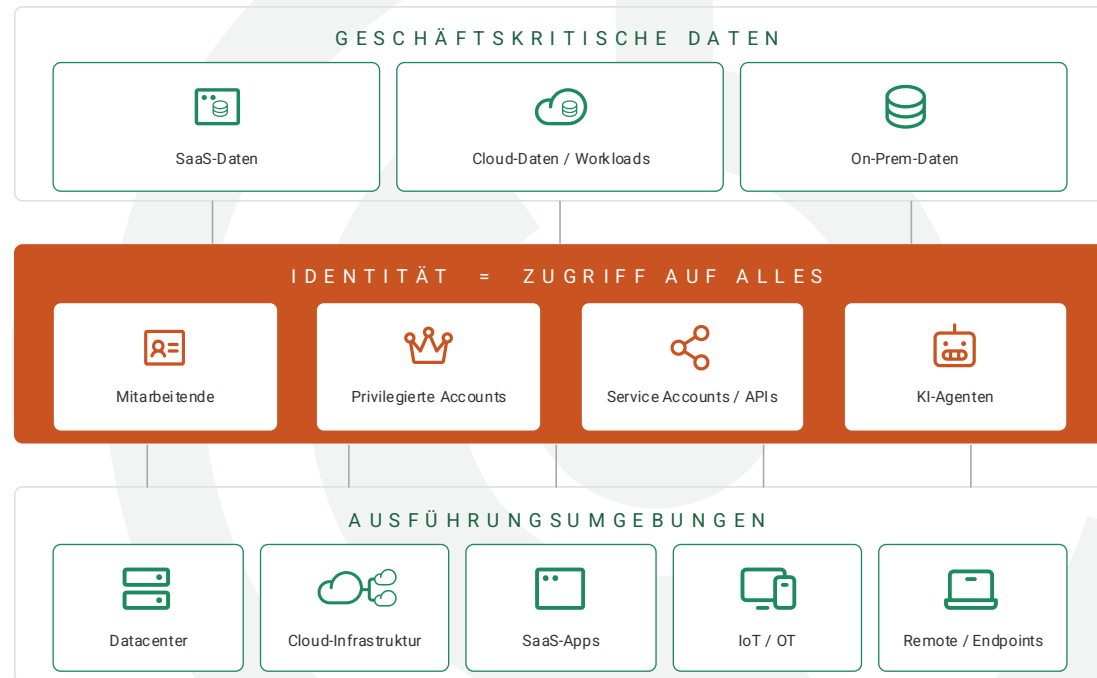 GESCHÄFTSKRITISCHE DATEN
SaaS-Daten
Cloud-Daten / Workloads
On-Prem-Daten
IDENTITÄT = ZUGRIFF AUF ALLES
Mitarbeitende
Privilegierte Accounts
Service Accounts / APIs
KI-Agenten
AUSFÜHRUNGSUMGEBUNGEN
Datacenter
Cloud-Infrastruktur
SaaS-Apps
IoT / OT
Remote / Endpoints